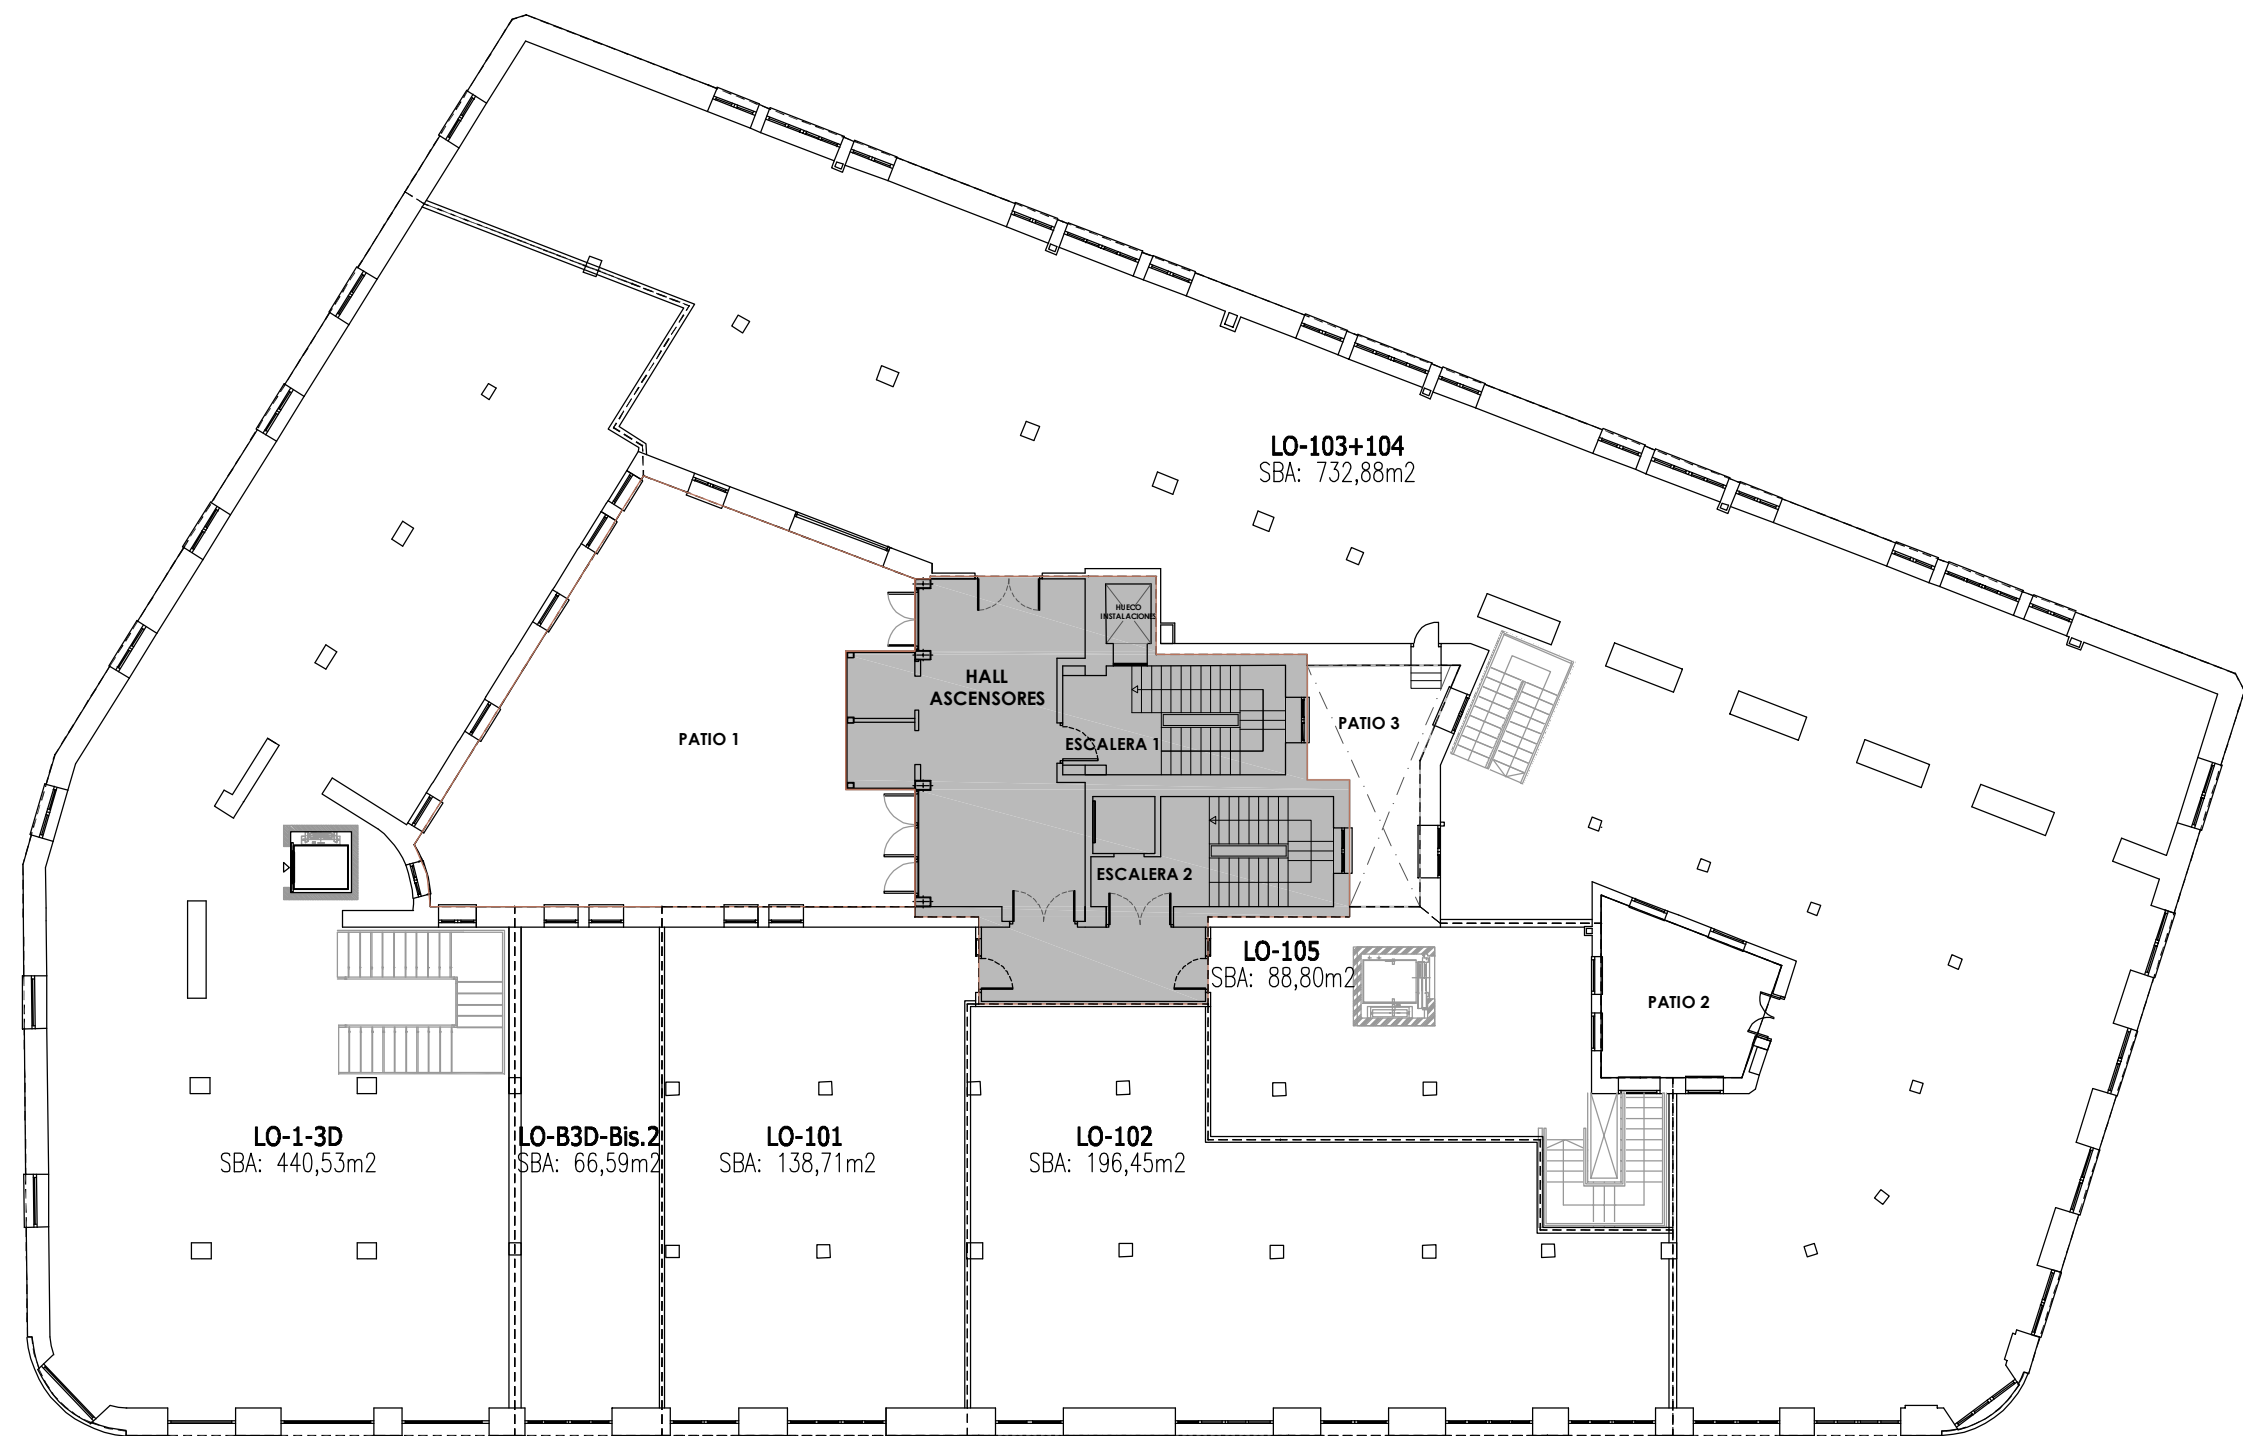 LO-103+104
SBA: 732,88m2
HUECO
INSTALACIONES
HALL
ASCENSORES
PATIO 1
ESCALERA 1
PATIO 3
ESCALERA 2
LO-105
SBA: 88,80m2
PATIO 2
LO-1-3D
SBA: 440,53m2
LO-B3D-Bis.2
SBA: 66,59m2
LO-101
SBA: 138,71m2
LO-102
SBA: 196,45m2